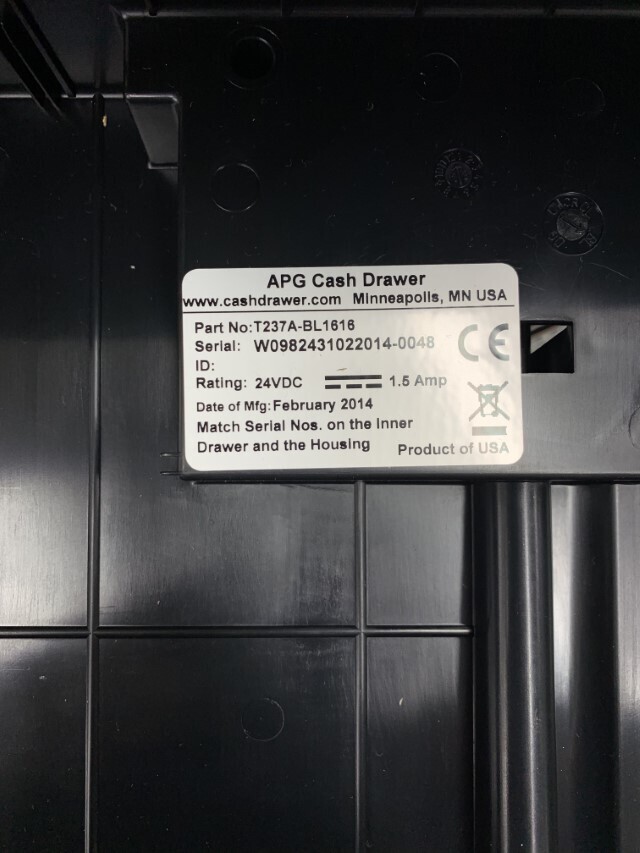 APG Cash Drawer
www.cashdrawer.com Minneapolis, MN USA
Part No:T237A-BL1616
Serial: W0982431022014-0048
ID:
Rating: 24VDC 1.5 Amp
Date of Mfg: February 2014
Match Serial Nos. on the Inner
Drawer and the Housing
Product of USA
CE